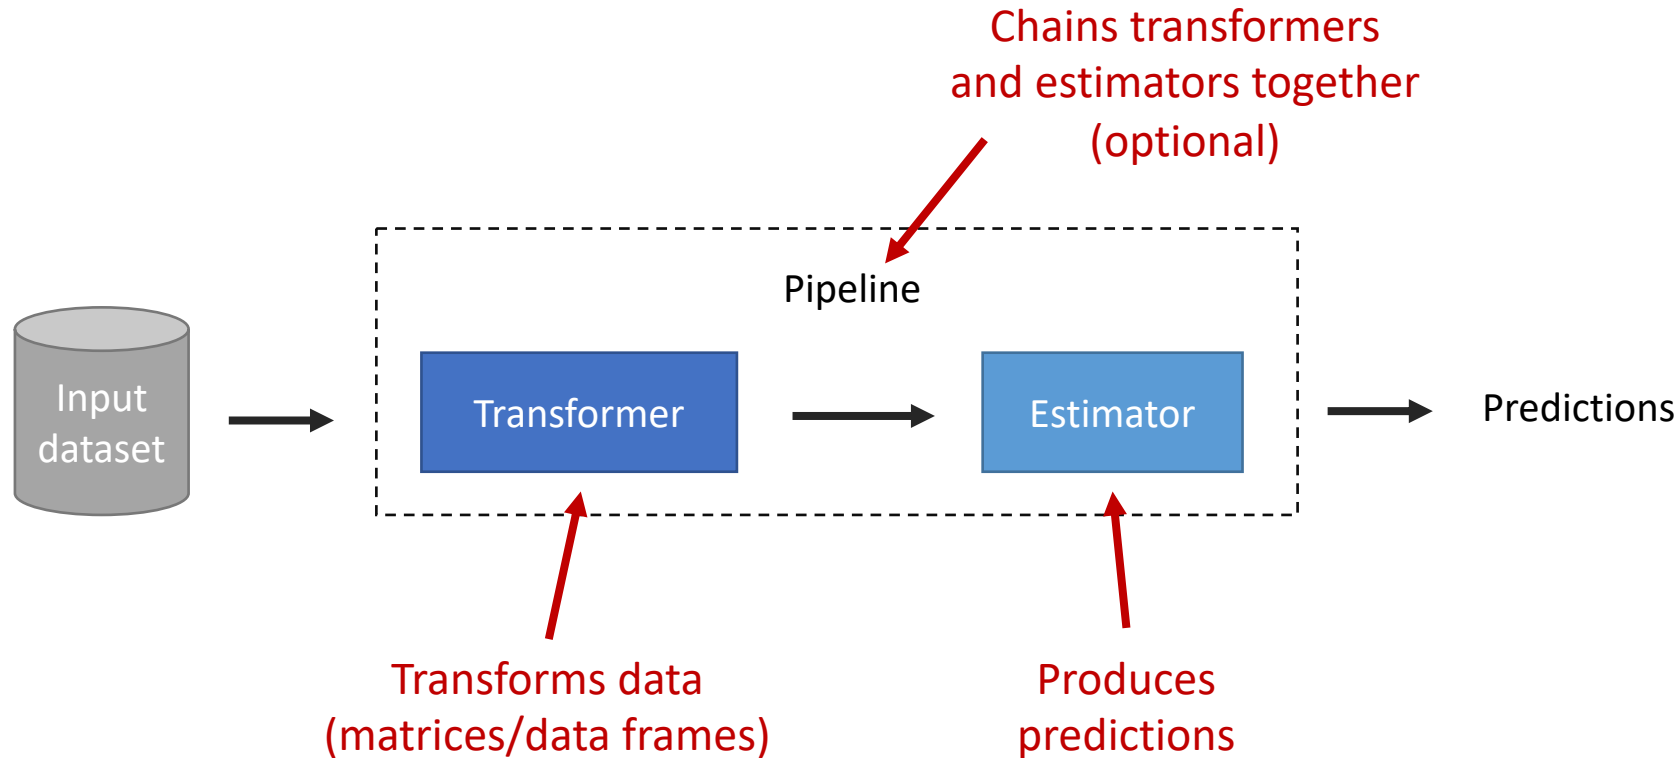 Chains transformers
and estimators together
(optional)
Pipeline
Input
dataset
Transformer
Estimator
Predictions
Transforms data
(matrices/data frames)
Produces
predictions